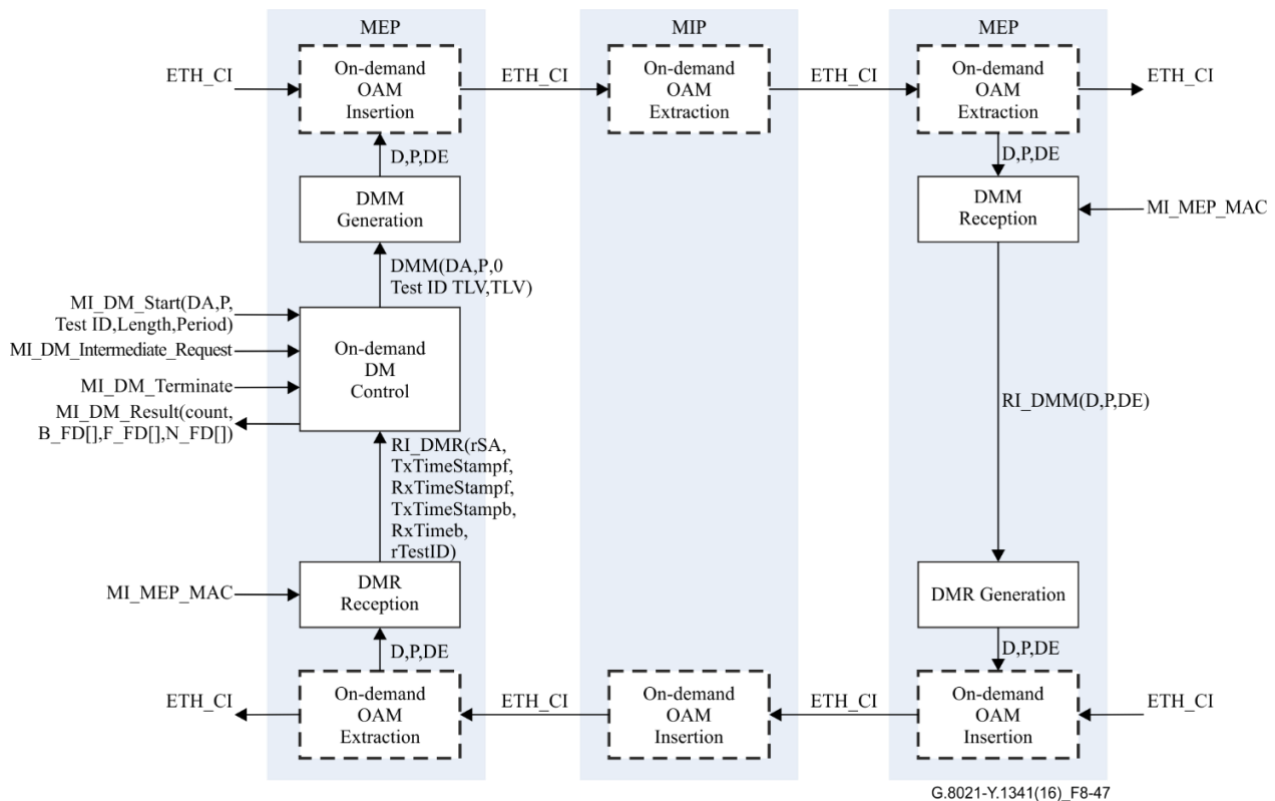 MEP
MIP
MEP
ETH_CI
On-demand
OAM
Insertion
ETH_CI
On-demand
OAM
Extraction
ETH_CI
On-demand
OAM
Extraction
ETH_CI
D,P,DE
D,P,DE
DMM
Generation
DMM
Reception
MI_MEP_MAC
DMM(DA,P,0
Test ID TLV,TLV)
MI_DM_Start(DA,P,
Test ID,Length,Period)
MI_DM_Intermediate_Request
MI_DM_Terminate
MI_DM_Result(count,
B_FD[],F_FD[],N_FD[])
On-demand
DM
Control
RI_DMM(D,P,DE)
RI_DMR(rSA,
TxTimeStampf,
RxTimeStampf,
TxTimeStampb,
RxTimeb,
rTestID)
MI_MEP_MAC
DMR
Reception
DMR Generation
D,P,DE
D,P,DE
ETH_CI
On-demand
OAM
Extraction
ETH_CI
On-demand
OAM
Insertion
ETH_CI
On-demand
OAM
Insertion
ETH_CI
G.8021-Y.1341(16)_F8-47